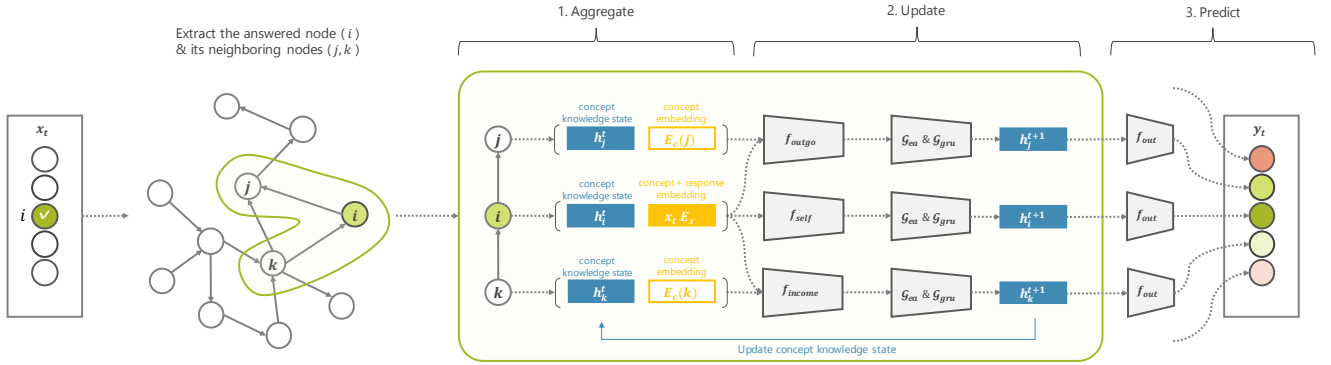 1. Aggregate
2. Update
3. Predict
Extract the answered node (i)
& its neighboring nodes (j, k)
x_t
i
j
i
k
concept
knowledge state
concept
embedding
j
h_j^t
E_c(j)
f_outgo
G_ea & G_gru
h_j^{t+1}
f_out
y_t
concept
knowledge state
concept + response
embedding
i
h_i^t
x_t E_x
f_self
G_ea & G_gru
h_i^{t+1}
f_out
concept
knowledge state
concept
embedding
k
h_k^t
E_c(k)
f_income
G_ea & G_gru
h_k^{t+1}
f_out
Update concept knowledge state